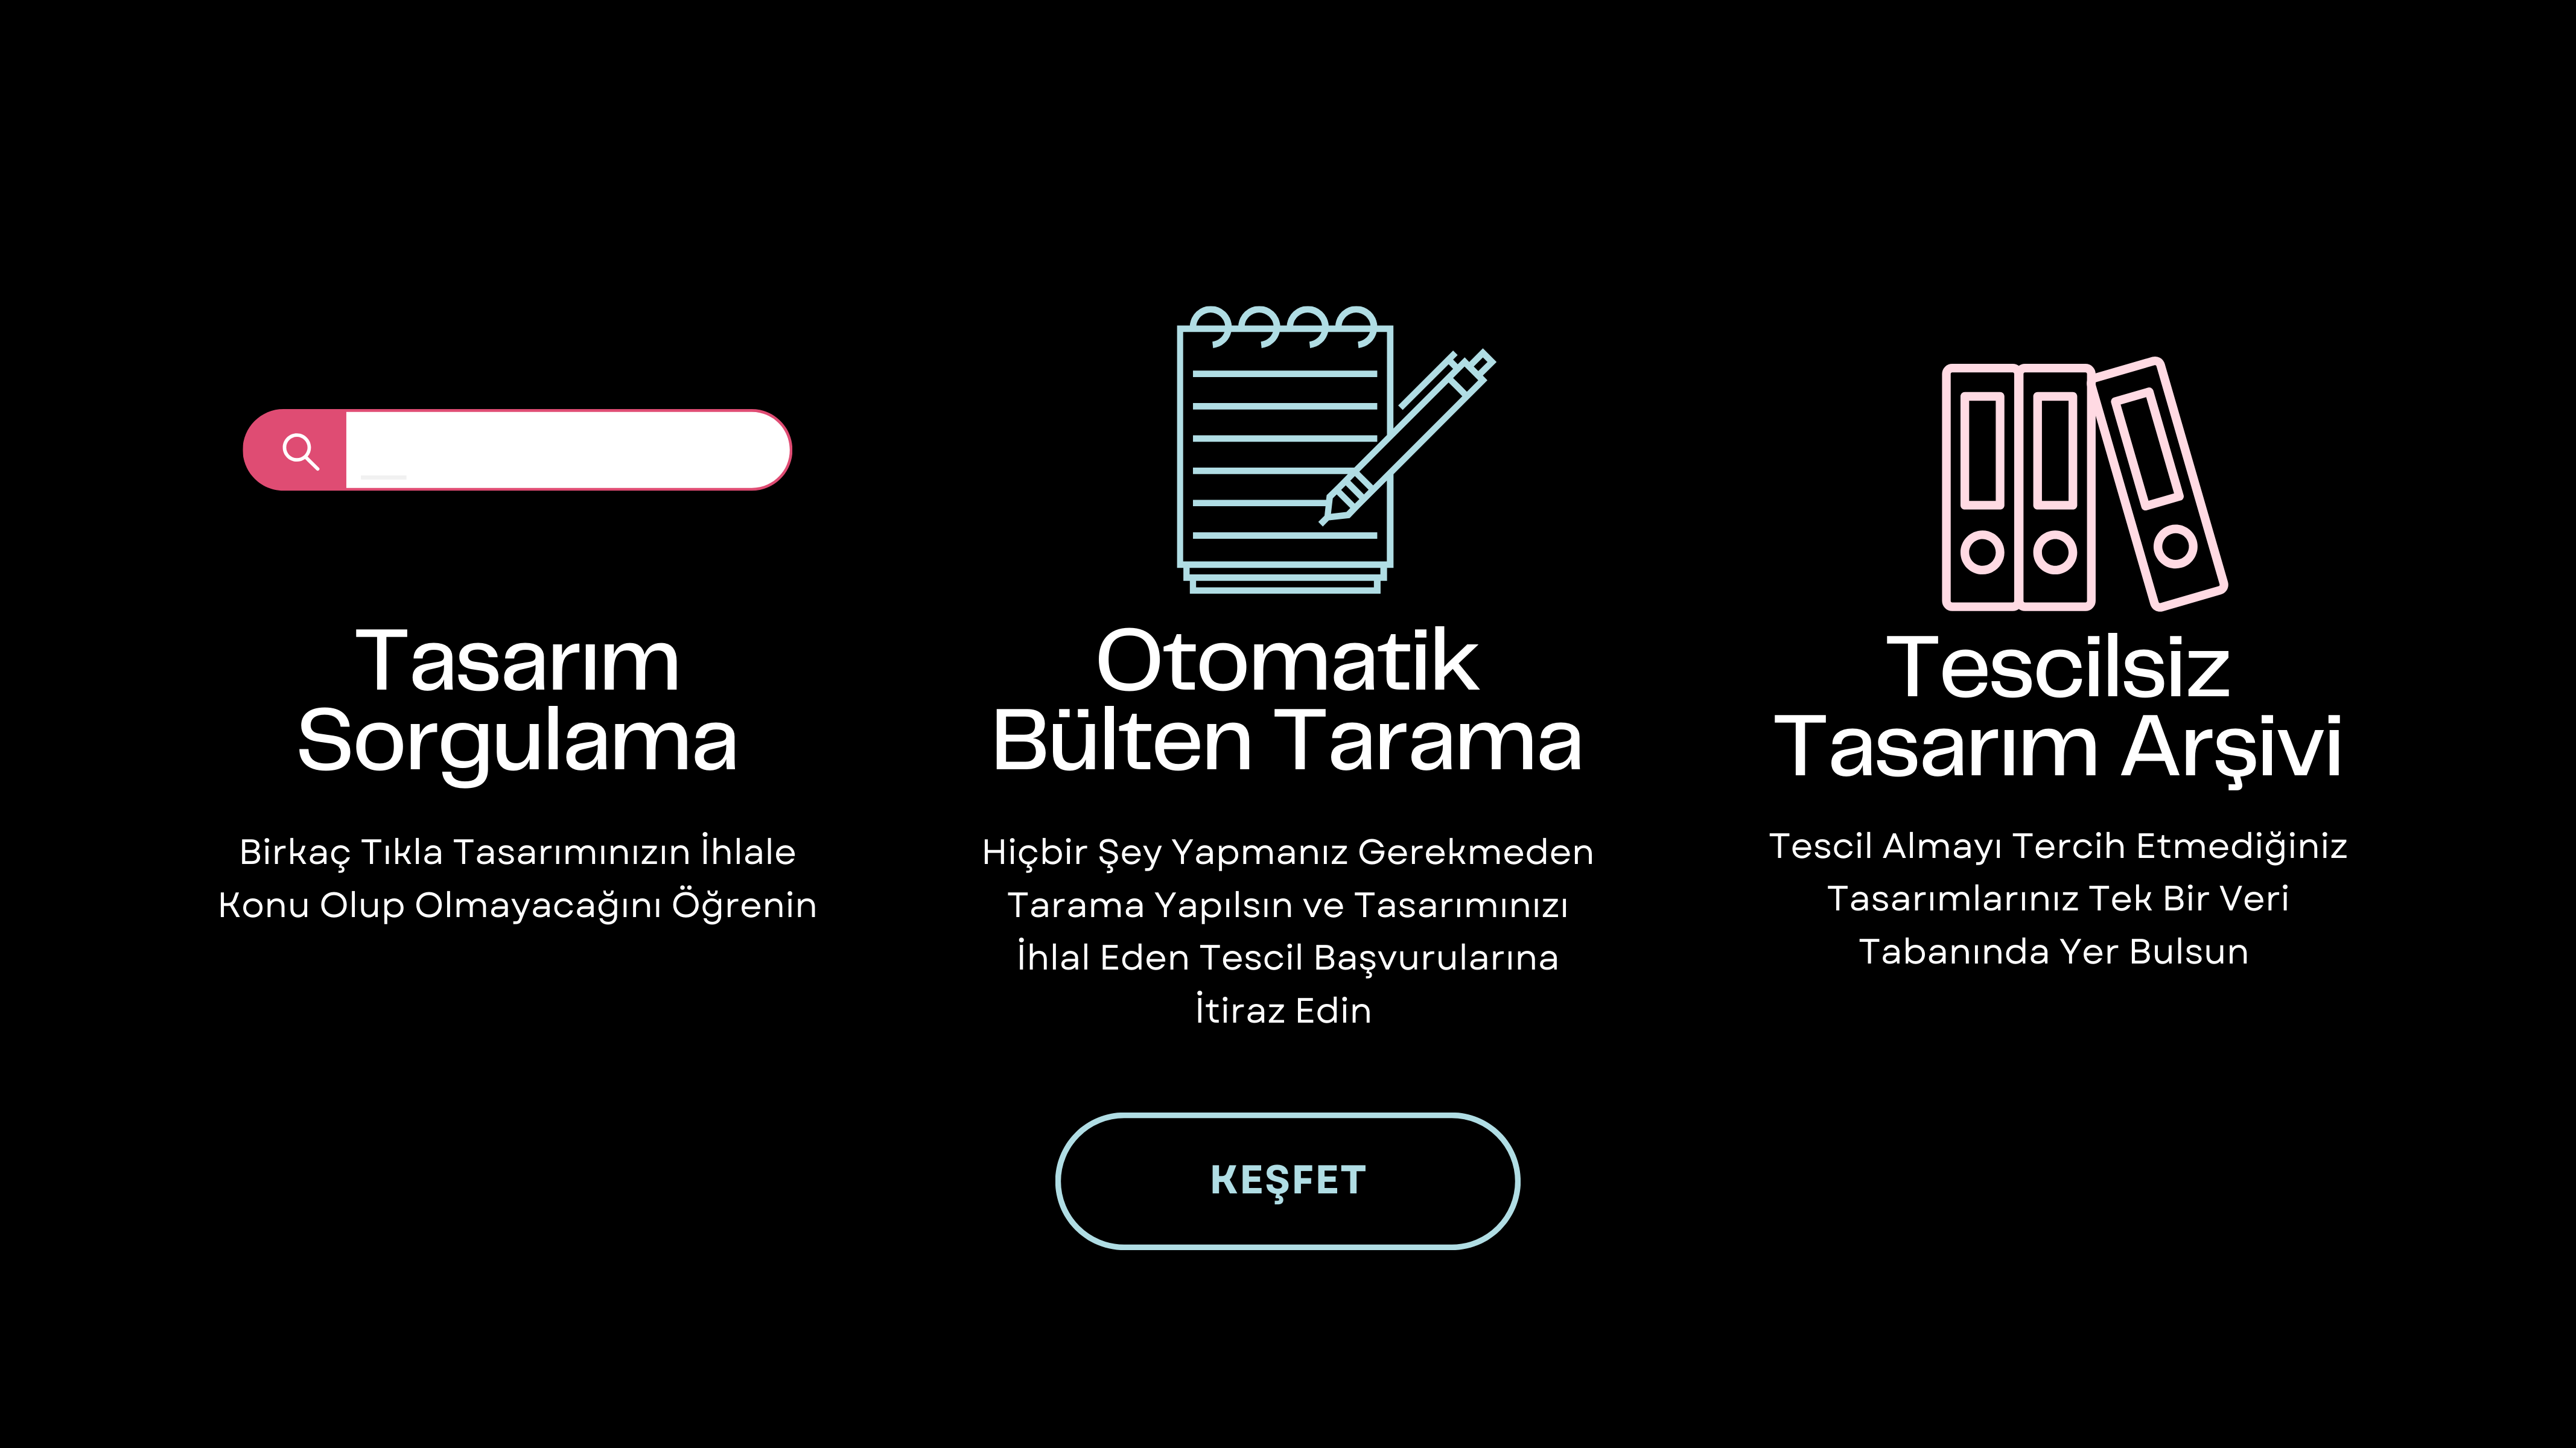 Tasarım
Sorgulama
Birkaç Tıkla Tasarımınızın İhlale
Konu Olup Olmayacağını Öğrenin
Otomatik
Bülten Tarama
Hiçbir Şey Yapmanız Gerekmeden
Tarama Yapılsın ve Tasarımınızı
İhlal Eden Tescil Başvurularına
İtiraz Edin
Tescilsiz
Tasarım Arşivi
Tescil Almayı Tercih Etmediğiniz
Tasarımlarınız Tek Bir Veri
Tabanında Yer Bulsun
KEŞFET